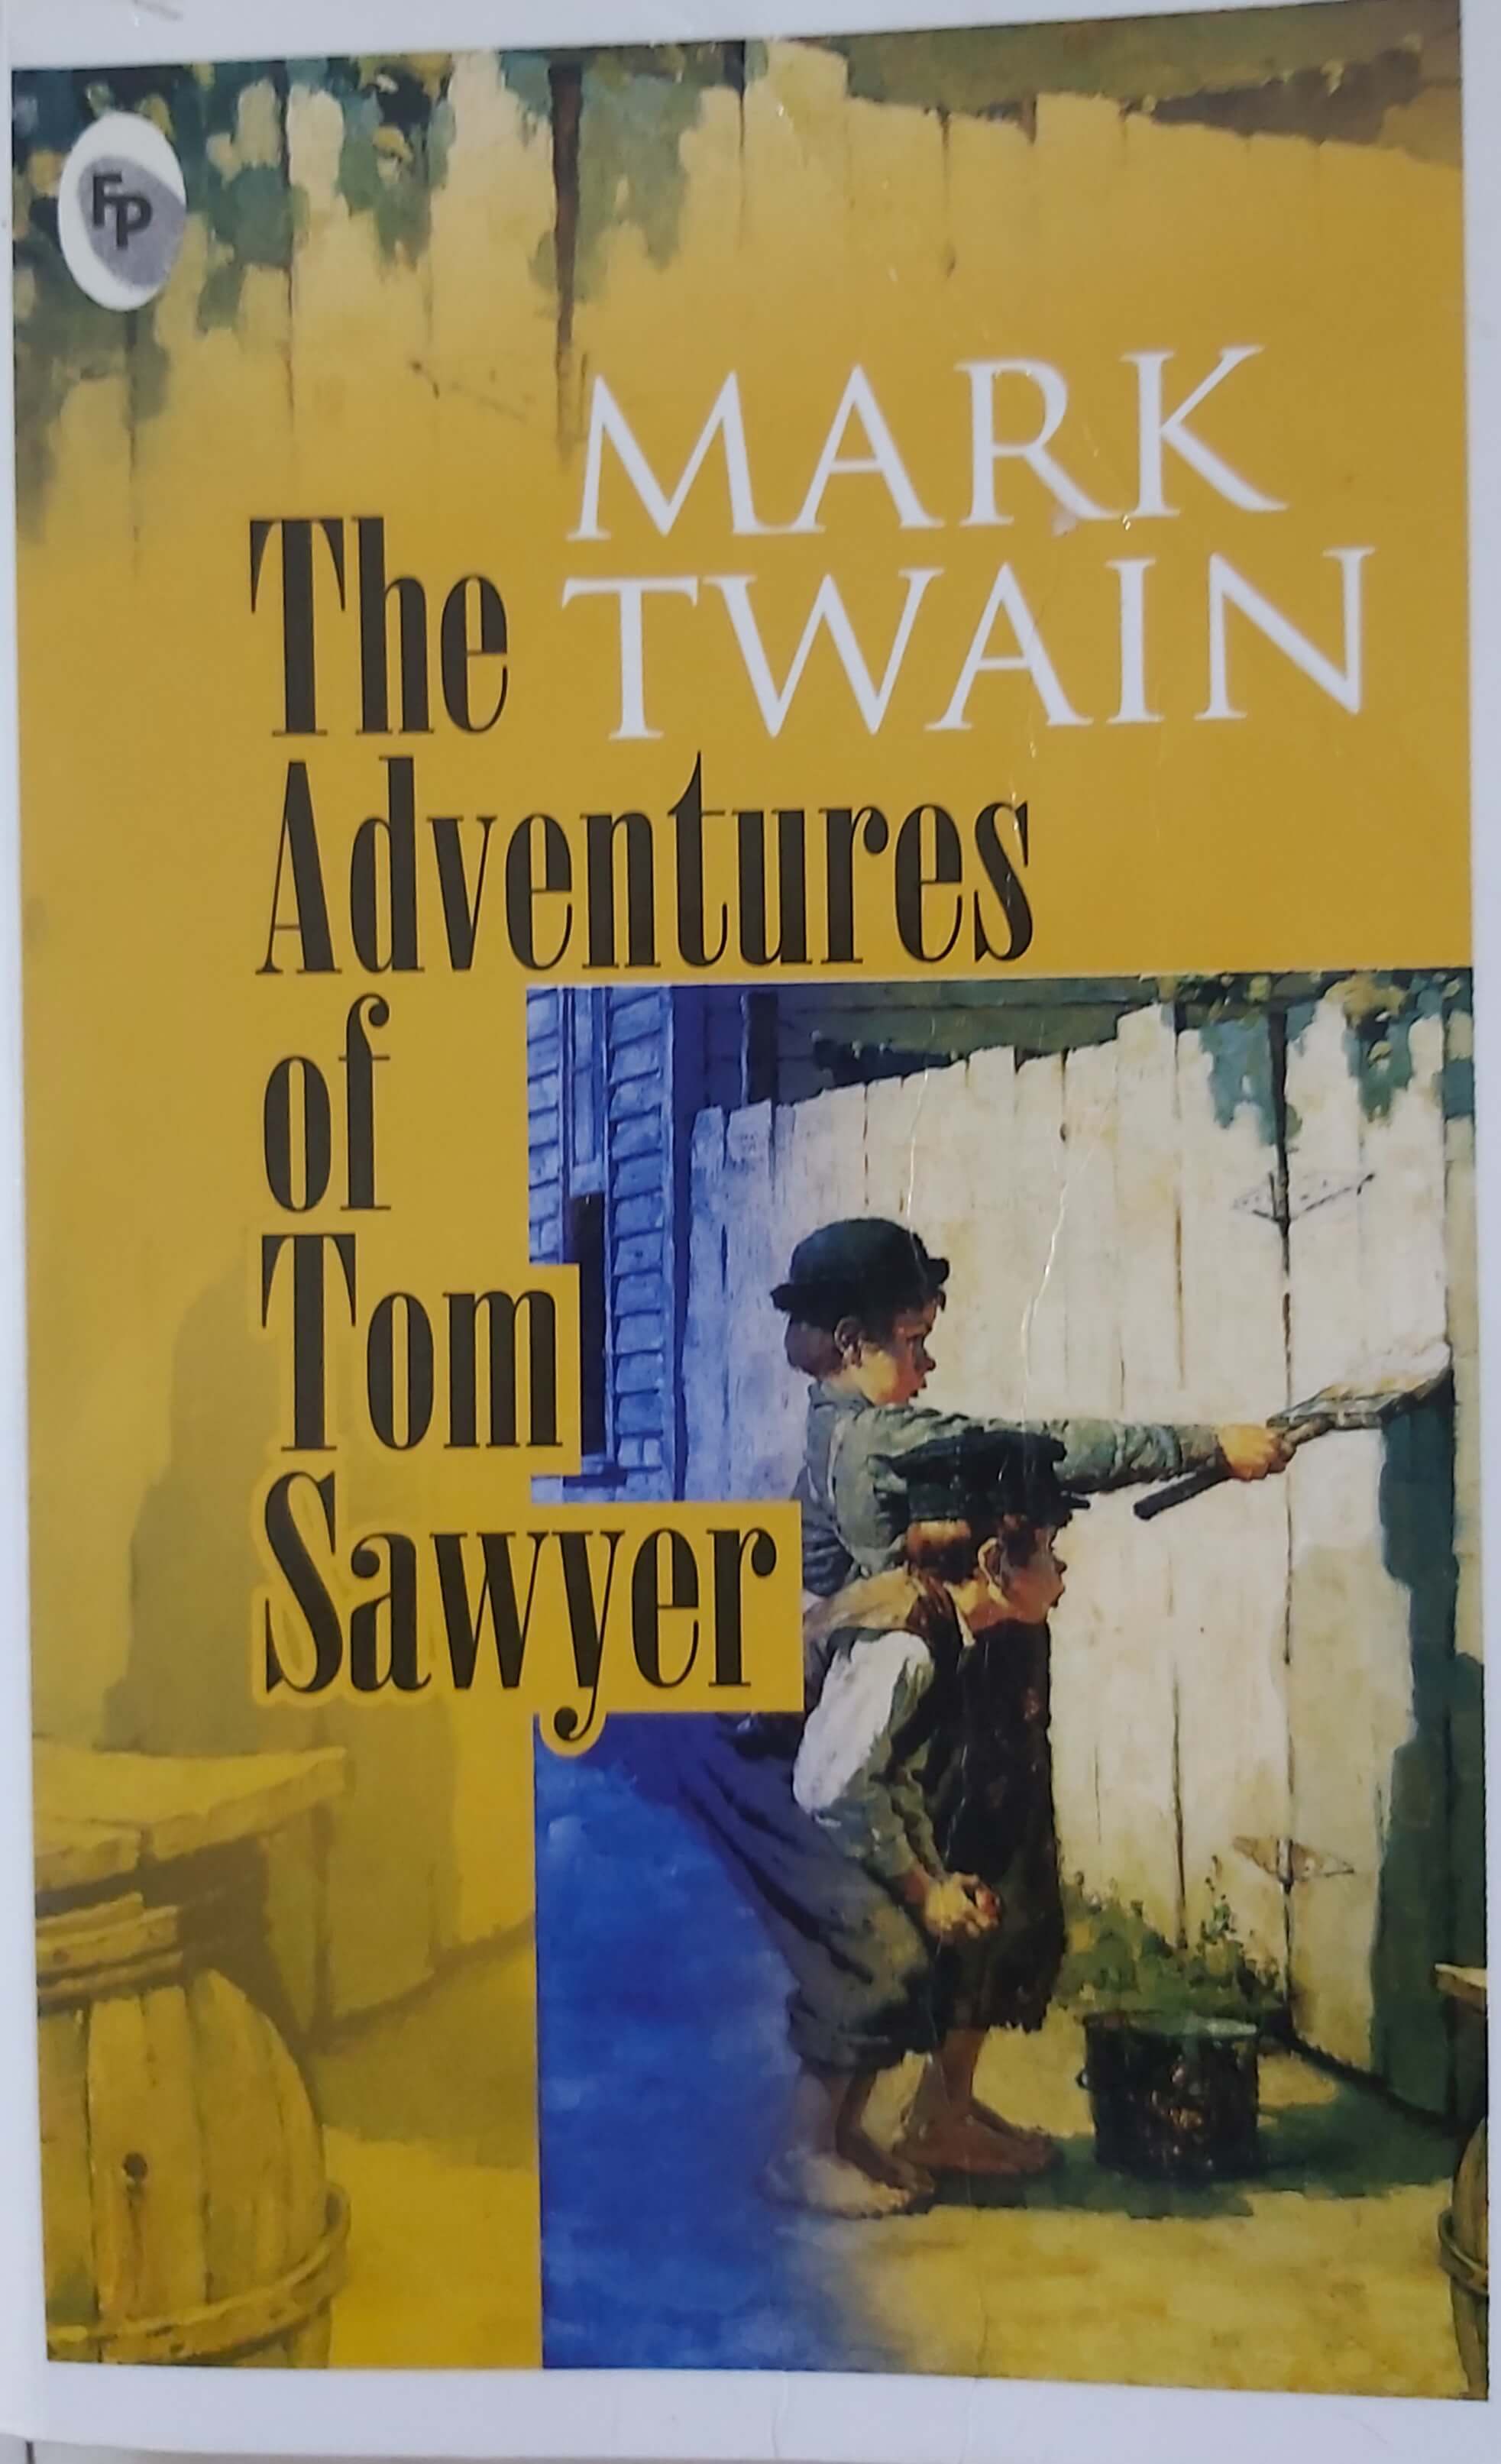 FP
MARK
TWAIN
The
Adventures
of
Tom
Sawyer